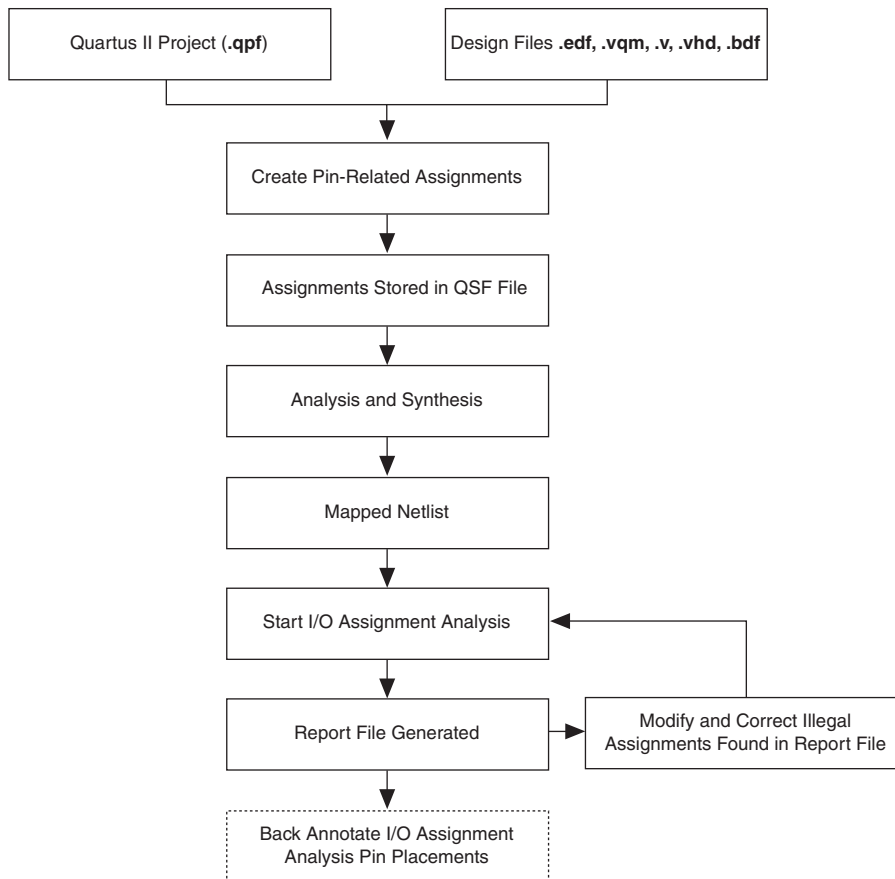 Quartus II Project (.qpf)
Design Files .edf, .vqm, .v, .vhd, .bdf
Create Pin-Related Assignments
Assignments Stored in QSF File
Analysis and Synthesis
Mapped Netlist
Start I/O Assignment Analysis
Report File Generated
Modify and Correct Illegal
Assignments Found in Report File
Back Annotate I/O Assignment
Analysis Pin Placements